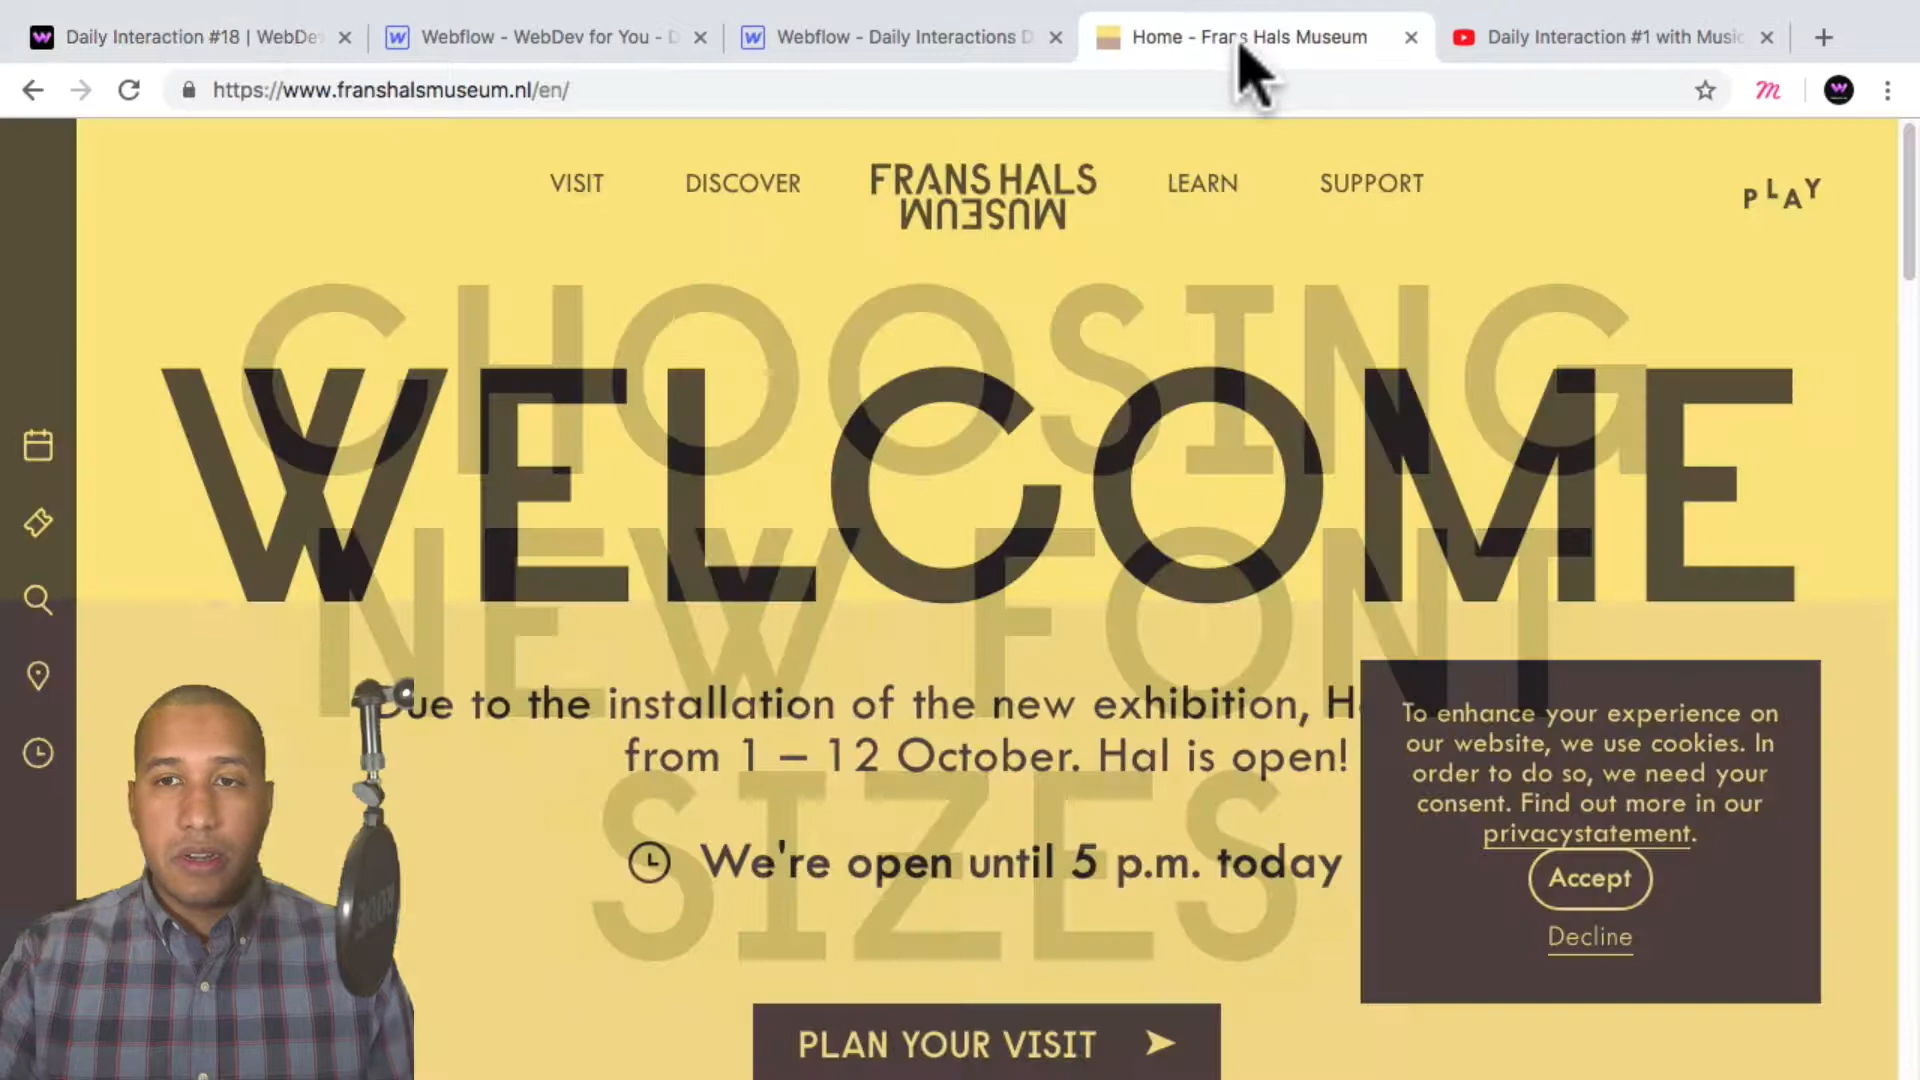 Daily Interaction #18 | WebDev
Webflow - WebDev for You - D
Webflow - Daily Interactions D
Home - Frans Hals Museum
Daily Interaction #1 with Music
https://www.franshalsmuseum.nl/en/
VISIT
DISCOVER
FRANS HALS
MUSEUM
LEARN
SUPPORT
PLAY
CHOOSING
WELCOME
NEW FONT
SIZES
Due to the installation of the new exhibition, H
from 1 – 12 October. Hal is open!
We're open until 5 p.m. today
PLAN YOUR VISIT
To enhance your experience on
our website, we use cookies. In
order to do so, we need your
consent. Find out more in our
privacystatement.
Accept
Decline